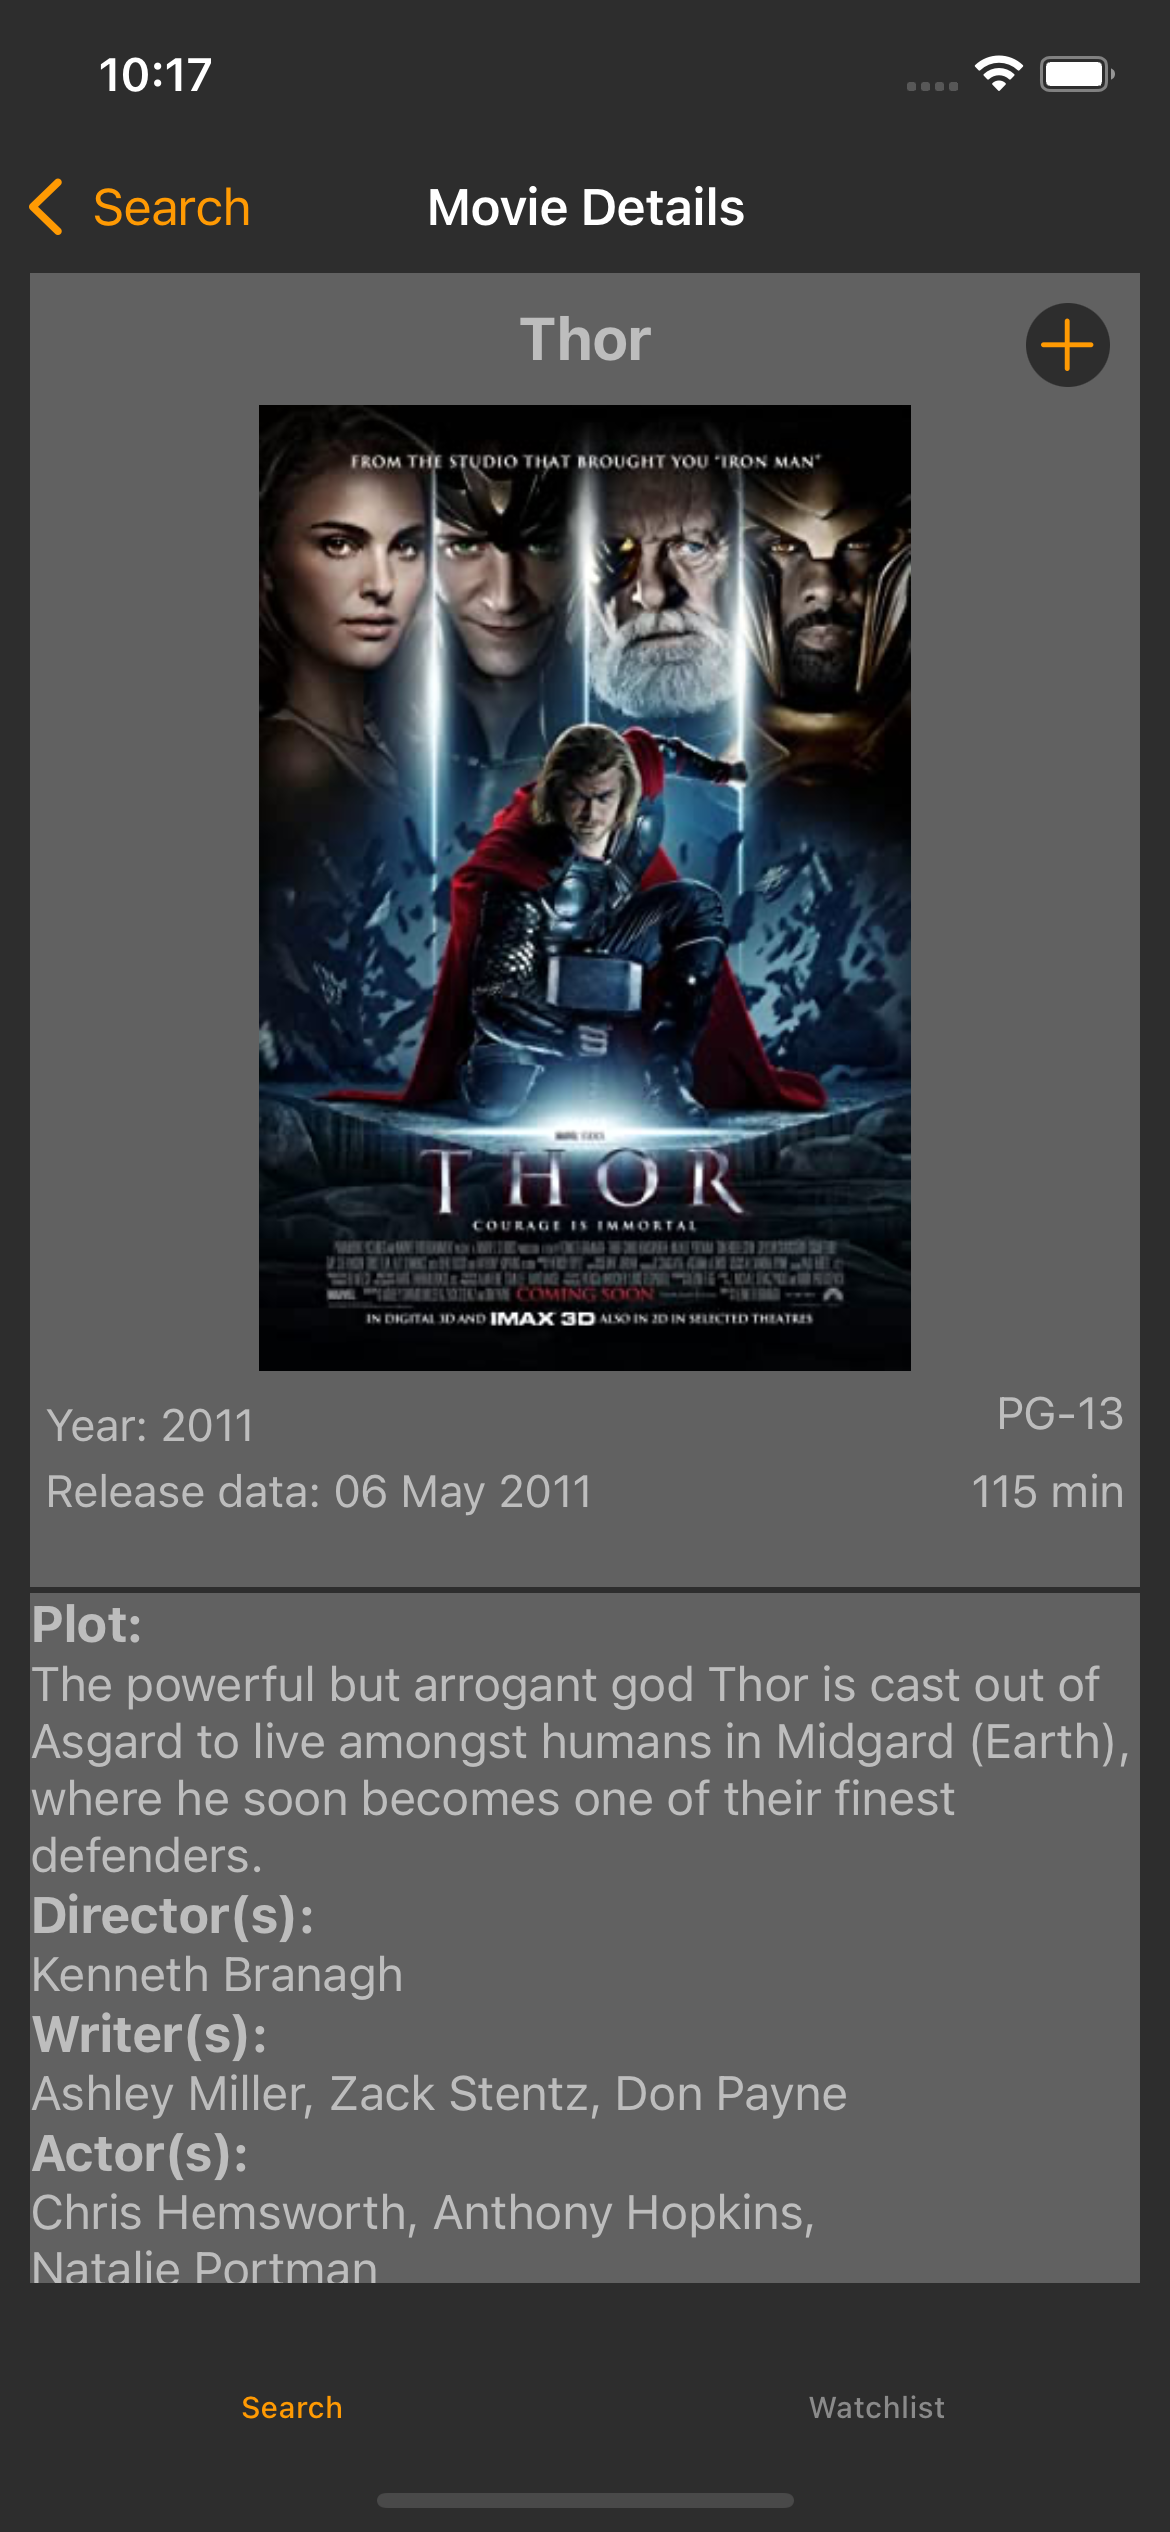 10:17
Search
Movie Details
Thor
FROM THE STUDIO THAT BROUGHT YOU "IRON MAN"
THOR
COURAGE IS IMMORTAL
COMING SOON
IN DIGITAL 3D AND IMAX 3D ALSO IN 2D IN SELECTED THEATRES
Year: 2011
PG-13
Release data: 06 May 2011
115 min
Plot:
The powerful but arrogant god Thor is cast out of
Asgard to live amongst humans in Midgard (Earth),
where he soon becomes one of their finest
defenders.
Director(s):
Kenneth Branagh
Writer(s):
Ashley Miller, Zack Stentz, Don Payne
Actor(s):
Chris Hemsworth, Anthony Hopkins,
Natalie Portman
Search
Watchlist